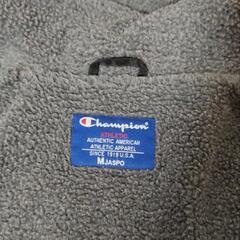 Champion
ATHLETIC
AUTHENTIC AMERICAN
ATHLETIC APPAREL
SINCE 1919 U.S.A.
MJASPO